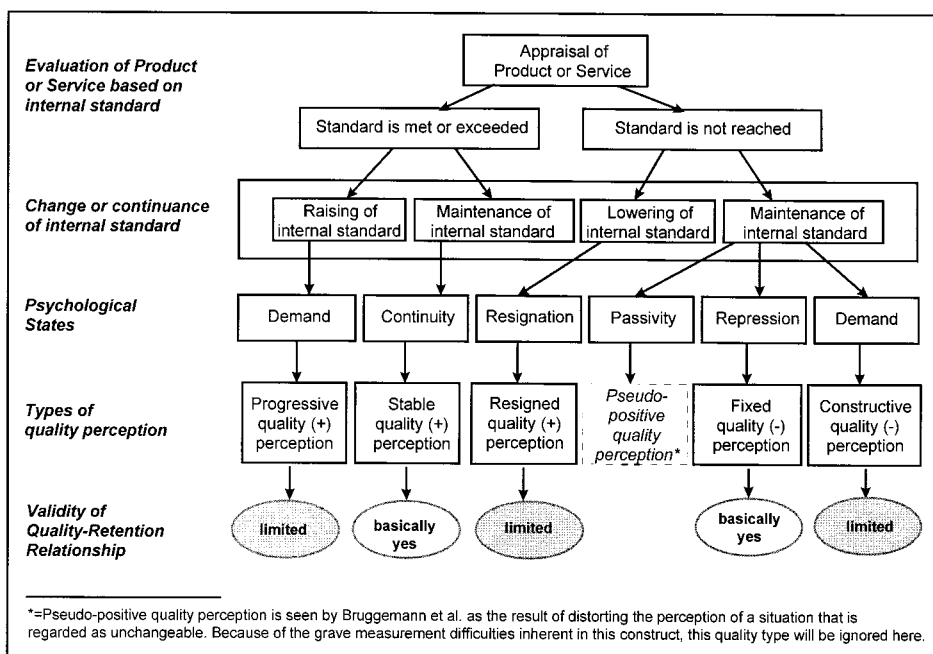 Evaluation of Product
or Service based on
internal standard
Appraisal of
Product or Service
Standard is met or exceeded
Standard is not reached
Change or continuance
of internal standard
Raising of
internal standard
Maintenance of
internal standard
Lowering of
internal standard
Maintenance of
internal standard
Psychological
States
Demand
Continuity
Resignation
Passivity
Repression
Demand
Types of
quality perception
Progressive
quality (+)
perception
Stable
quality (+)
perception
Resigned
quality (+)
perception
Pseudo-
positive
quality
perception*
Fixed
quality (-)
perception
Constructive
quality (-)
perception
Validity of
Quality-Retention
Relationship
limited
basically
yes
limited
basically
yes
limited
*=Pseudo-positive quality perception is seen by Bruggemann et al. as the result of distorting the perception of a situation that is
regarded as unchangeable. Because of the grave measurement difficulties inherent in this construct, this quality type will be ignored here.